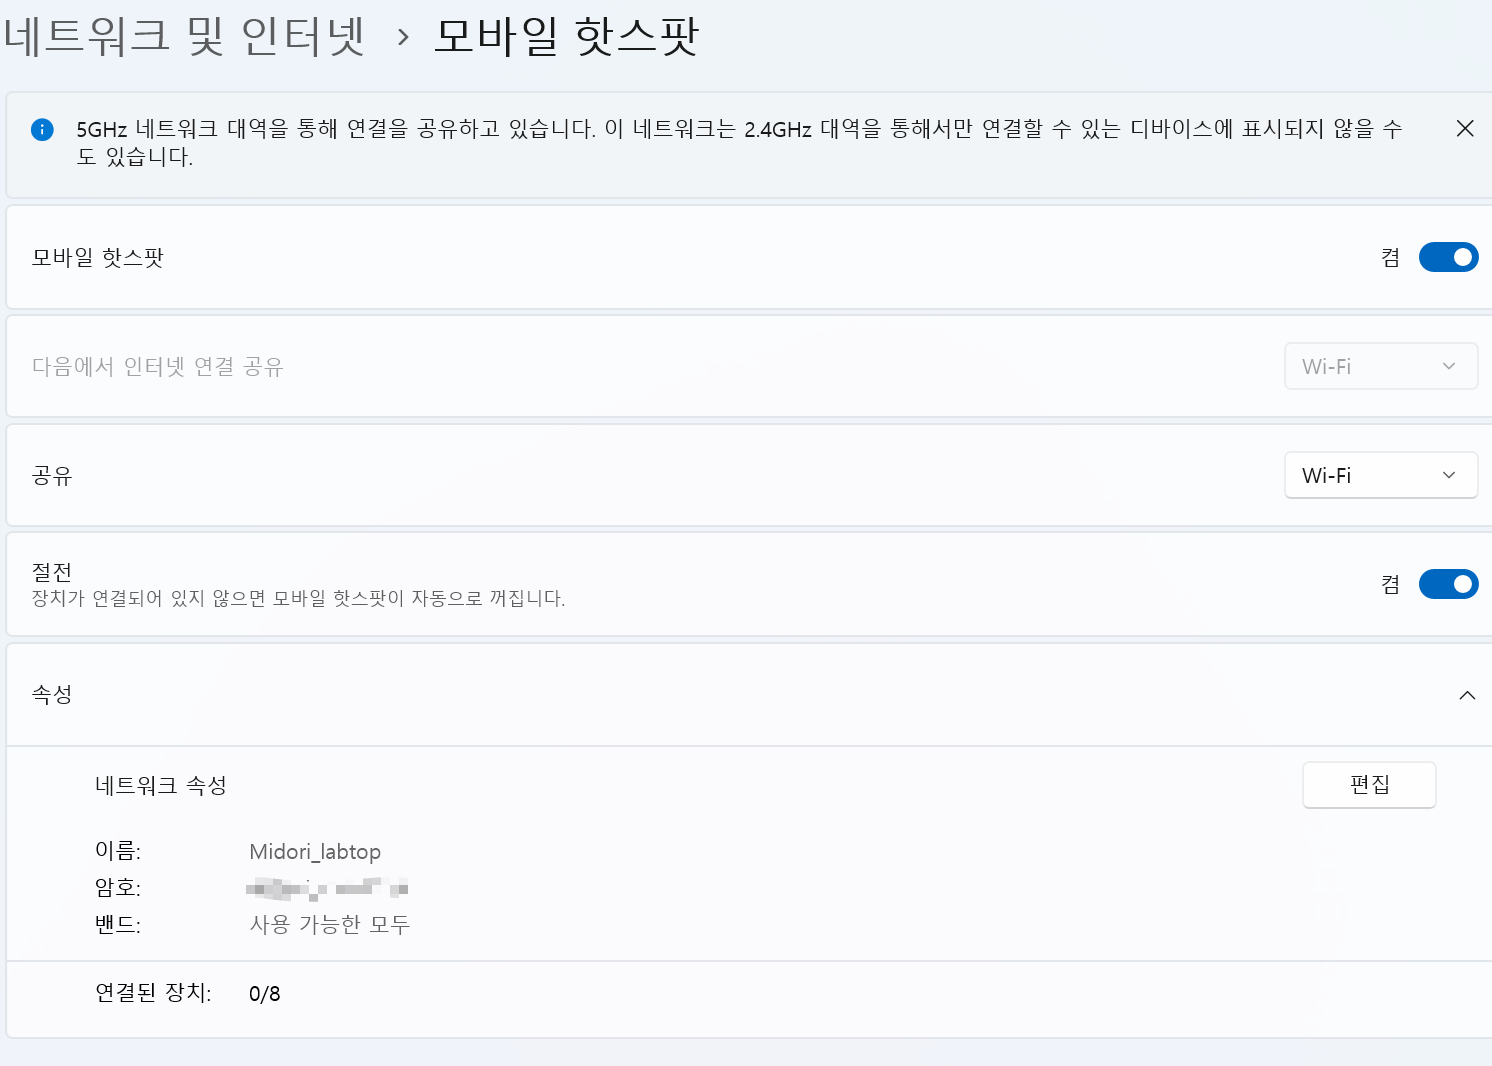 네트워크 및 인터넷 > 모바일 핫스팟
5GHz 네트워크 대역을 통해 연결을 공유하고 있습니다. 이 네트워크는 2.4GHz 대역을 통해서만 연결할 수 있는 디바이스에 표시되지 않을 수
도 있습니다.
모바일 핫스팟 켬
다음에서 인터넷 연결 공유 Wi-Fi
공유 Wi-Fi
절전 켬
장치가 연결되어 있지 않으면 모바일 핫스팟이 자동으로 꺼집니다.
속성
네트워크 속성 편집
이름: Midori_labtop
암호:
밴드: 사용 가능한 모두
연결된 장치: 0/8